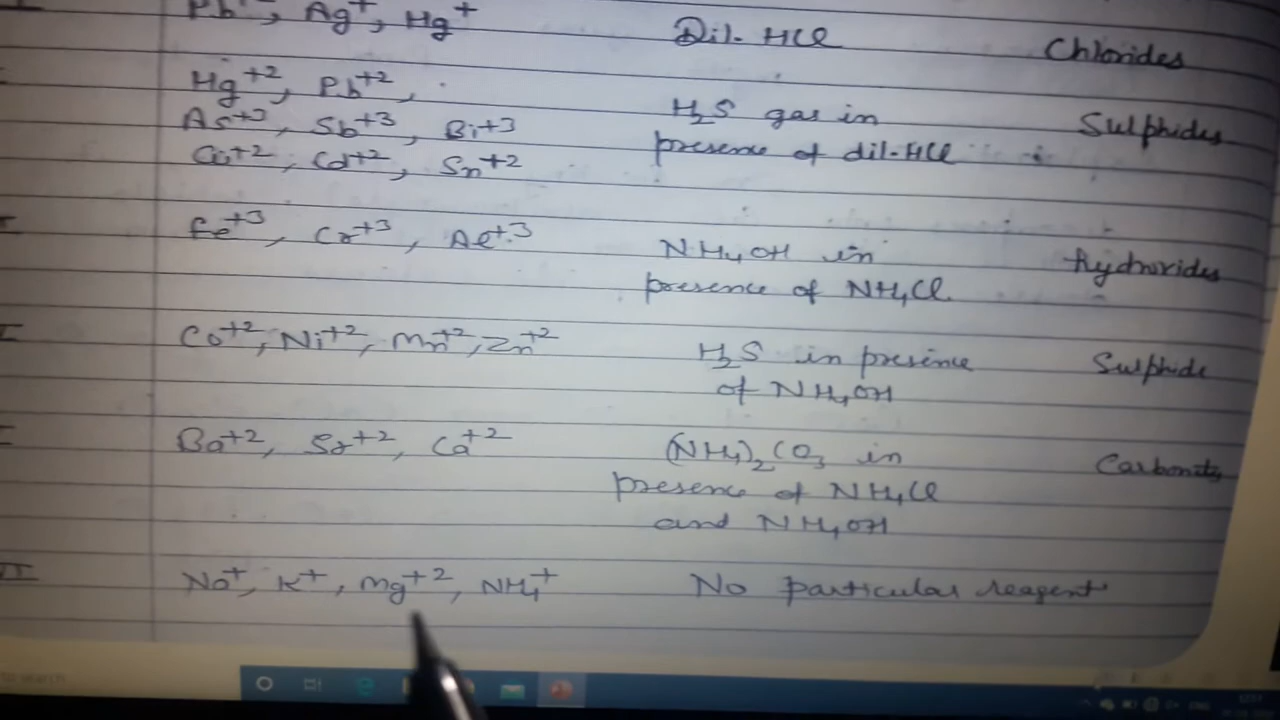 Pb, Ag+, Hg+ Dil- HCl Chlorides
Hg+2, Pb+2,
As+3, Sb+3, Bi+3 H2S gas in Sulphides
Cu+2, Cd+2, Sn+2 presence of dil-HCl
Fe+3, Cr+3, Al+3 NH4OH in Hydroxides
presence of NH4Cl.
Co+2, Ni+2, Mn+2, Zn+2 H2S in presence Sulphide
of NH4OH
Ba+2, Sr+2, Ca+2 (NH4)2CO3 in Carbonates
presence of NH4Cl
and NH4OH
Na+, K+, Mg+2, NH4+ No particular reagent